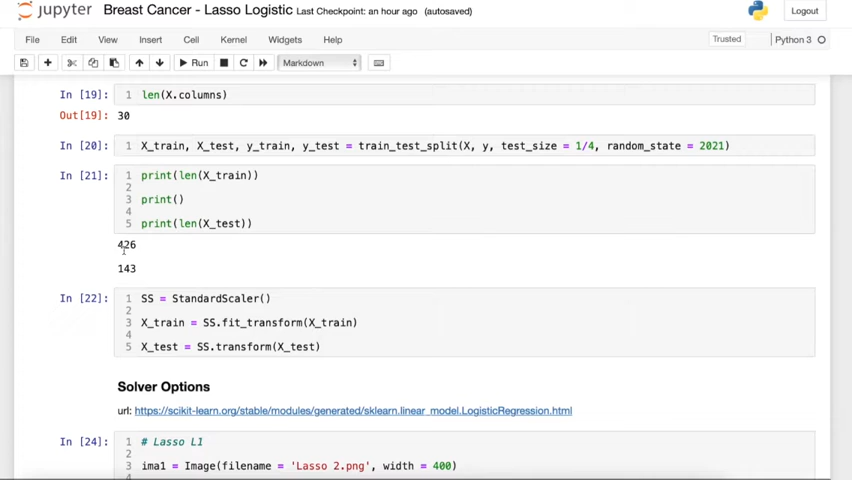 jupyter Breast Cancer - Lasso Logistic Last Checkpoint: an hour ago (autosaved) Logout
File Edit View Insert Cell Kernel Widgets Help Trusted Python 3
Run Markdown
In [19]: 1 len(X.columns)
Out[19]: 30
In [20]: 1 X_train, X_test, y_train, y_test = train_test_split(X, y, test_size = 1/4, random_state = 2021)
In [21]: 1 print(len(X_train))
2
3 print()
4
5 print(len(X_test))
426
143
In [22]: 1 SS = StandardScaler()
2
3 X_train = SS.fit_transform(X_train)
4
5 X_test = SS.transform(X_test)
Solver Options
url: https://scikit-learn.org/stable/modules/generated/sklearn.linear_model.LogisticRegression.html
In [24]: 1 # Lasso L1
2
3 ima1 = Image(filename = 'Lasso 2.png', width = 400)
4